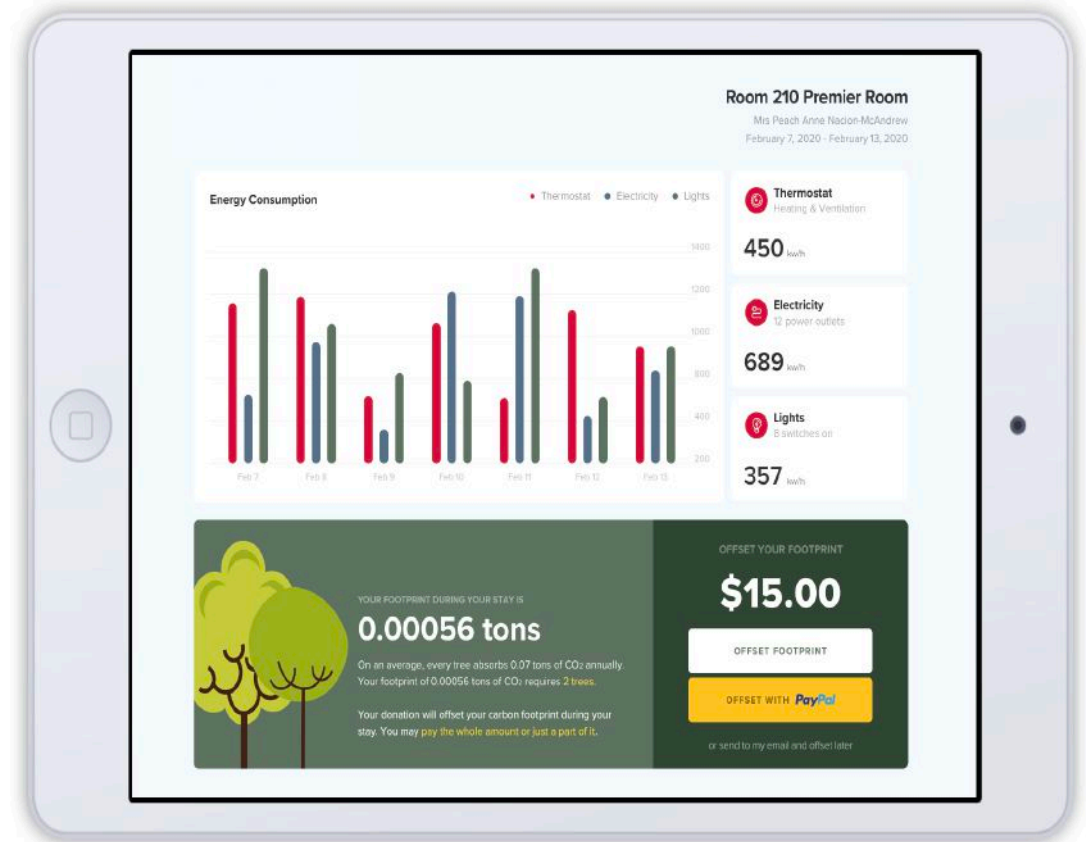 Room 210 Premier Room
Mrs Peach Anne Nacion-McAndrew
February 7, 2020 - February 13, 2020
Energy Consumption
Thermostat
Electricity
Lights
1400
1200
1000
800
400
200
Feb 7
Feb 8
Feb 9
Feb 10
Feb 11
Feb 12
Feb 13
Thermostat
Heating & Ventilation
450 kw/h
Electricity
12 power outlets
689 kw/h
Lights
8 switches on
357 kw/h
YOUR FOOTPRINT DURING YOUR STAY IS
0.00056 tons
On an average, every tree absorbs 0.07 tons of CO2 annually.
Your footprint of 0.00056 tons of CO2 requires 2 trees.
Your donation will offset your carbon footprint during your
stay. You may pay the whole amount or just a part of it.
OFFSET YOUR FOOTPRINT
$15.00
OFFSET FOOTPRINT
OFFSET WITH PayPal
or send to my email and offset later